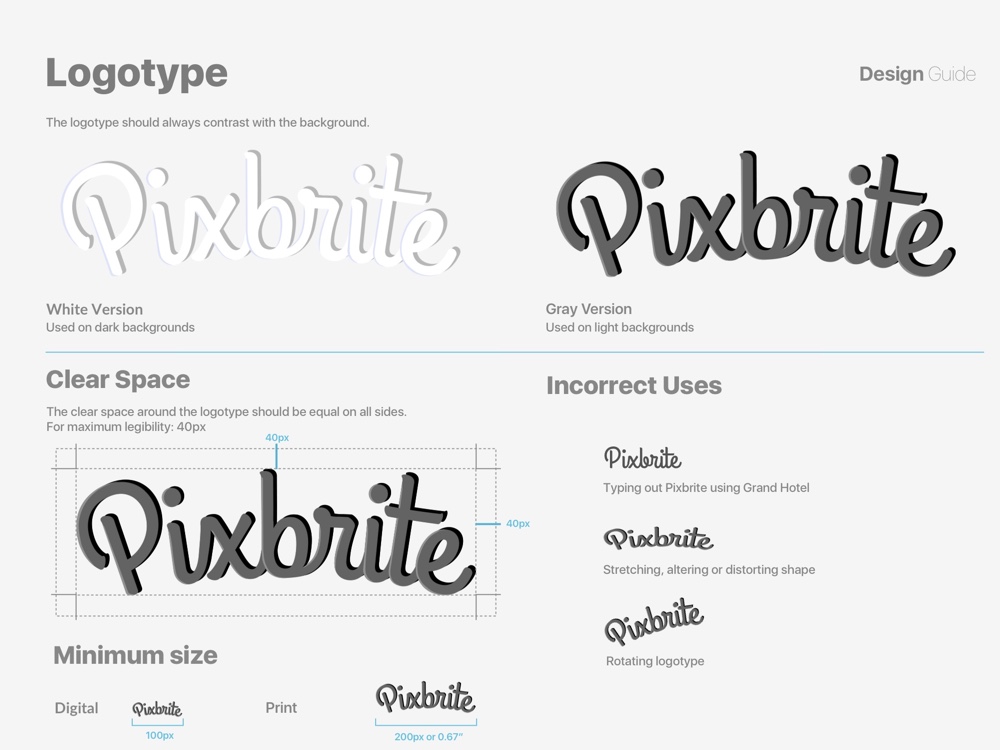 Logotype
Design Guide
The logotype should always contrast with the background.
Pixbrite
Pixbrite
White Version
Used on dark backgrounds
Gray Version
Used on light backgrounds
Clear Space
The clear space around the logotype should be equal on all sides.
For maximum legibility: 40px
40px
Pixbrite
40px
Incorrect Uses
Pixbrite
Typing out Pixbrite using Grand Hotel
Pixbrite
Stretching, altering or distorting shape
Pixbrite
Rotating logotype
Minimum size
Digital
Pixbrite
100px
Print
Pixbrite
200px or 0.67″